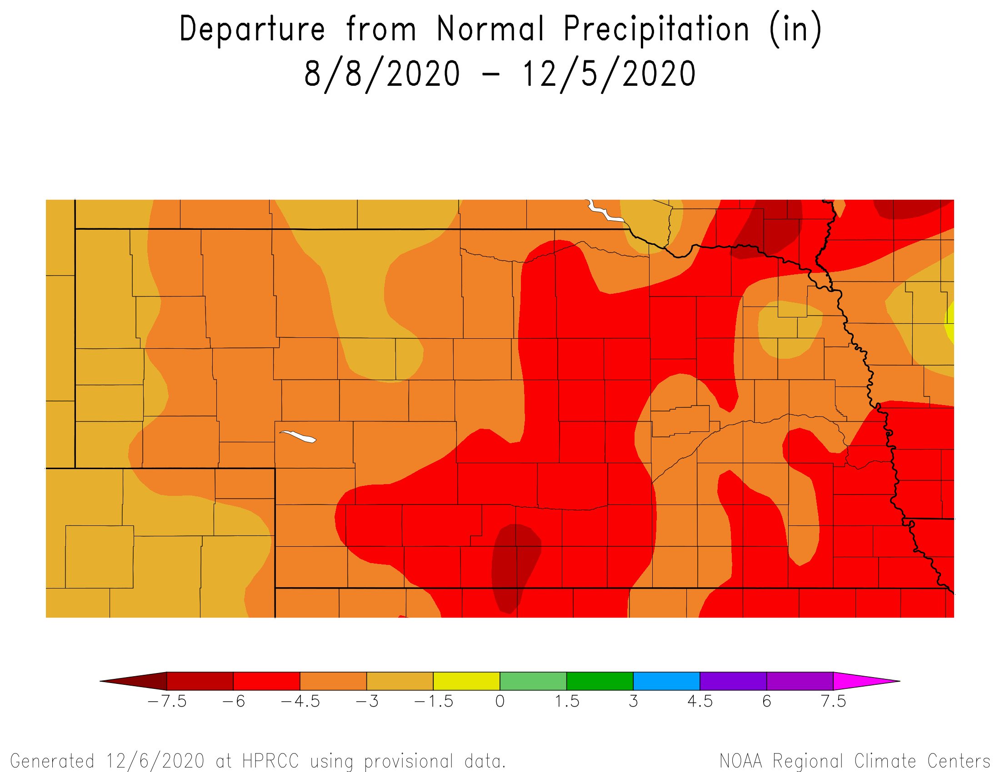 Departure from Normal Precipitation (in)
8/8/2020 – 12/5/2020
−7.5 −6 −4.5 −3 −1.5 0 1.5 3 4.5 6 7.5
Generated 12/6/2020 at HPRCC using provisional data.
NOAA Regional Climate Centers